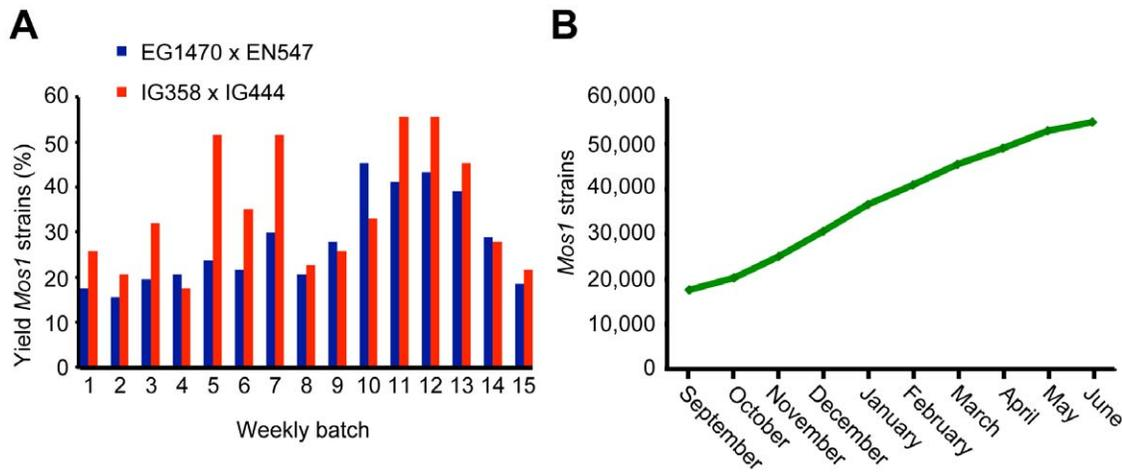 A
EG1470 x EN547
IG358 x IG444
Yield Mos1 strains (%)
60
50
40
30
20
10
0
1 2 3 4 5 6 7 8 9 10 11 12 13 14 15
Weekly batch
B
Mos1 strains
60,000
50,000
40,000
30,000
20,000
10,000
0
September
October
November
December
January
February
March
April
May
June